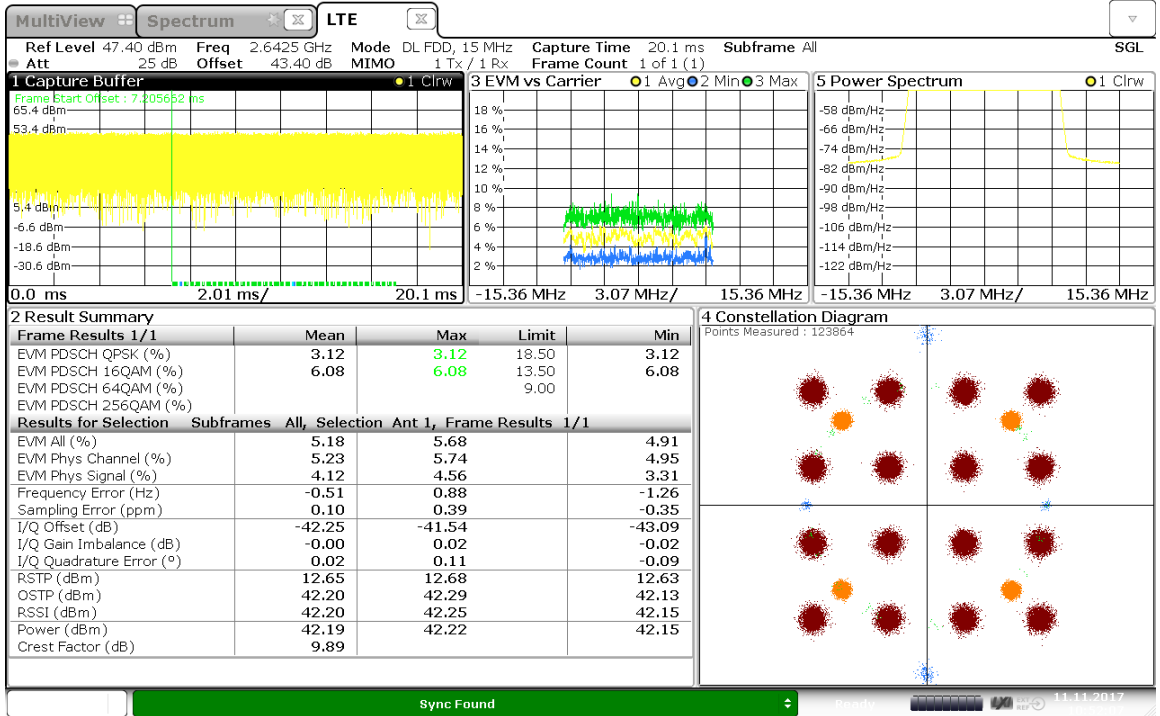 MultiView Spectrum LTE
Ref Level 47.40 dBm Freq 2.6425 GHz Mode DL FDD, 15 MHz Capture Time 20.1 ms Subframe All SGL
Att 25 dB Offset 43.40 dB MIMO 1 Tx / 1 Rx Frame Count 1 of 1 (1)
1 Capture Buffer 1 Clrw
Frame Start Offset : 7.205662 ms
65.4 dBm
53.4 dBm
5.4 dBm
-6.6 dBm
-18.6 dBm
-30.6 dBm
0.0 ms 2.01 ms/ 20.1 ms
3 EVM vs Carrier 1 Avg 2 Min 3 Max
18 %
16 %
14 %
12 %
10 %
8 %
6 %
4 %
2 %
-15.36 MHz 3.07 MHz/ 15.36 MHz
5 Power Spectrum 1 Clrw
-58 dBm/Hz
-66 dBm/Hz
-74 dBm/Hz
-82 dBm/Hz
-90 dBm/Hz
-98 dBm/Hz
-106 dBm/Hz
-114 dBm/Hz
-122 dBm/Hz
-15.36 MHz 3.07 MHz/ 15.36 MHz
2 Result Summary
Frame Results 1/1 Mean Max Limit Min
EVM PDSCH QPSK (%) 3.12 3.12 18.50 3.12
EVM PDSCH 16QAM (%) 6.08 6.08 13.50 6.08
EVM PDSCH 64QAM (%) 9.00
EVM PDSCH 256QAM (%)
Results for Selection Subframes All, Selection Ant 1, Frame Results 1/1
EVM All (%) 5.18 5.68 4.91
EVM Phys Channel (%) 5.23 5.74 4.95
EVM Phys Signal (%) 4.12 4.56 3.31
Frequency Error (Hz) -0.51 0.88 -1.26
Sampling Error (ppm) 0.10 0.39 -0.35
I/Q Offset (dB) -42.25 -41.54 -43.09
I/Q Gain Imbalance (dB) -0.00 0.02 -0.02
I/Q Quadrature Error (º) 0.02 0.11 -0.09
RSTP (dBm) 12.65 12.68 12.63
OSTP (dBm) 42.20 42.29 42.13
RSSI (dBm) 42.20 42.25 42.15
Power (dBm) 42.19 42.22 42.15
Crest Factor (dB) 9.89
4 Constellation Diagram
Points Measured : 123864
Sync Found
Ready
LXI EXT REF 11.11.2017